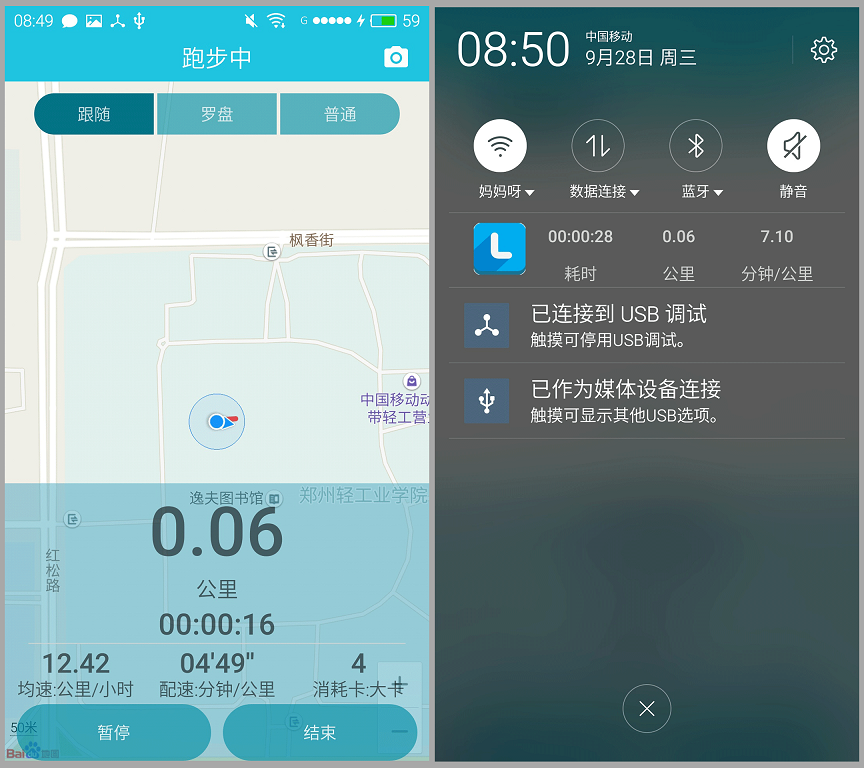 08:49
G
59
跑步中
跟随
罗盘
普通
枫香街
中国移动动
带轻工营
逸夫图书馆
郑州轻工业学院
红松路
0.06
公里
00:00:16
12.42
04'49"
4
均速:公里/小时
配速:分钟/公里
消耗卡:大卡
暂停
结束
50米
Bai
地图
08:50
中国移动
9月28日 周三
妈妈呀
数据连接
蓝牙
静音
L
00:00:28
0.06
7.10
耗时
公里
分钟/公里
已连接到 USB 调试
触摸可停用USB调试。
已作为媒体设备连接
触摸可显示其他USB选项。